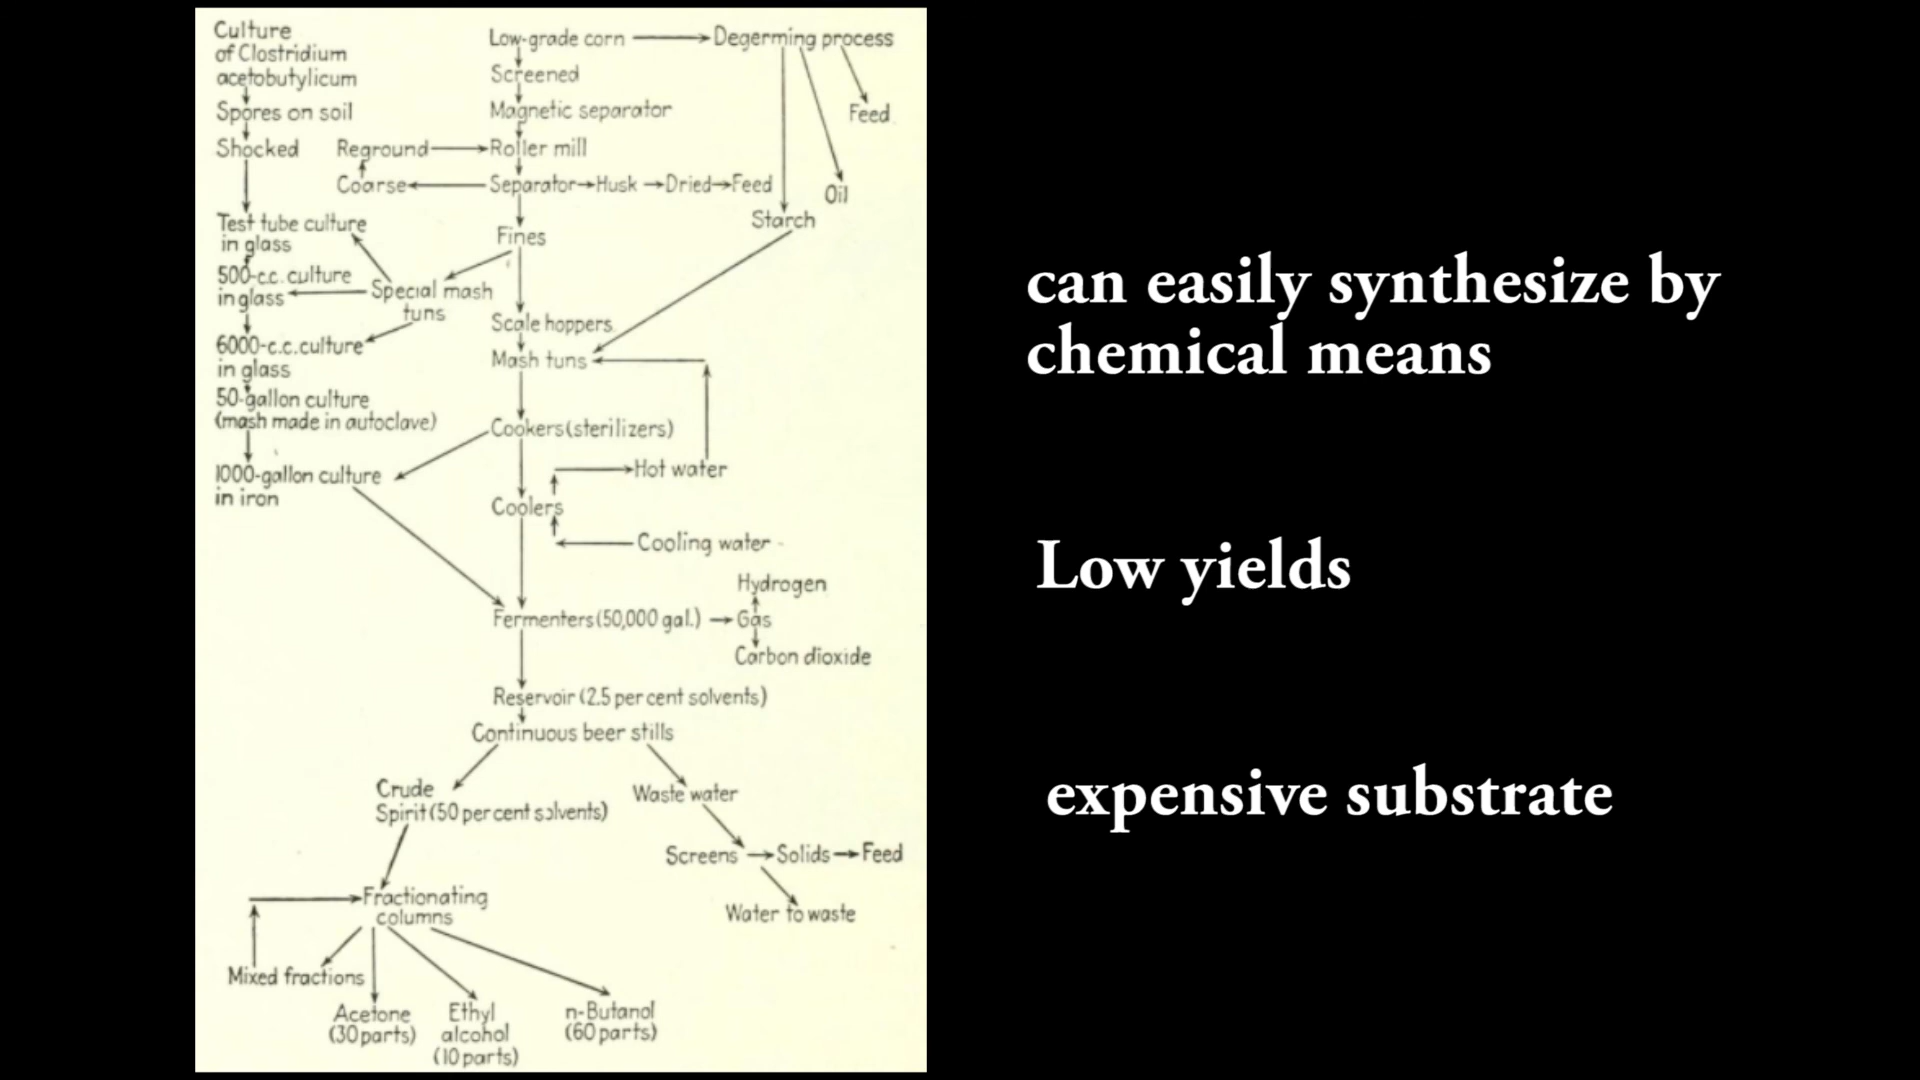 Culture
of Clostridium
acetobutylicum
Spores on soil
Shocked
Test tube culture
in glass
500-c.c. culture
in glass
6000-c.c. culture
in glass
50-gallon culture
(mash made in autoclave)
1000-gallon culture
in iron
Low-grade corn
Degerming process
Screened
Magnetic separator
Feed
Reground
Roller mill
Coarse
Separator
Husk
Dried
Feed
Oil
Starch
Fines
Special mash
tuns
Scale hoppers
Mash tuns
Cookers (sterilizers)
Hot water
Coolers
Cooling water
Hydrogen
Fermenters (50,000 gal.)
Gas
Carbon dioxide
Reservoir (2.5 per cent solvents)
Continuous beer stills
Crude
Spirit (50 per cent solvents)
Waste water
Screens
Solids
Feed
Water to waste
Fractionating
columns
Mixed fractions
Acetone
(30 parts)
Ethyl
alcohol
(10 parts)
n-Butanol
(60 parts)
can easily synthesize by
chemical means
Low yields
expensive substrate